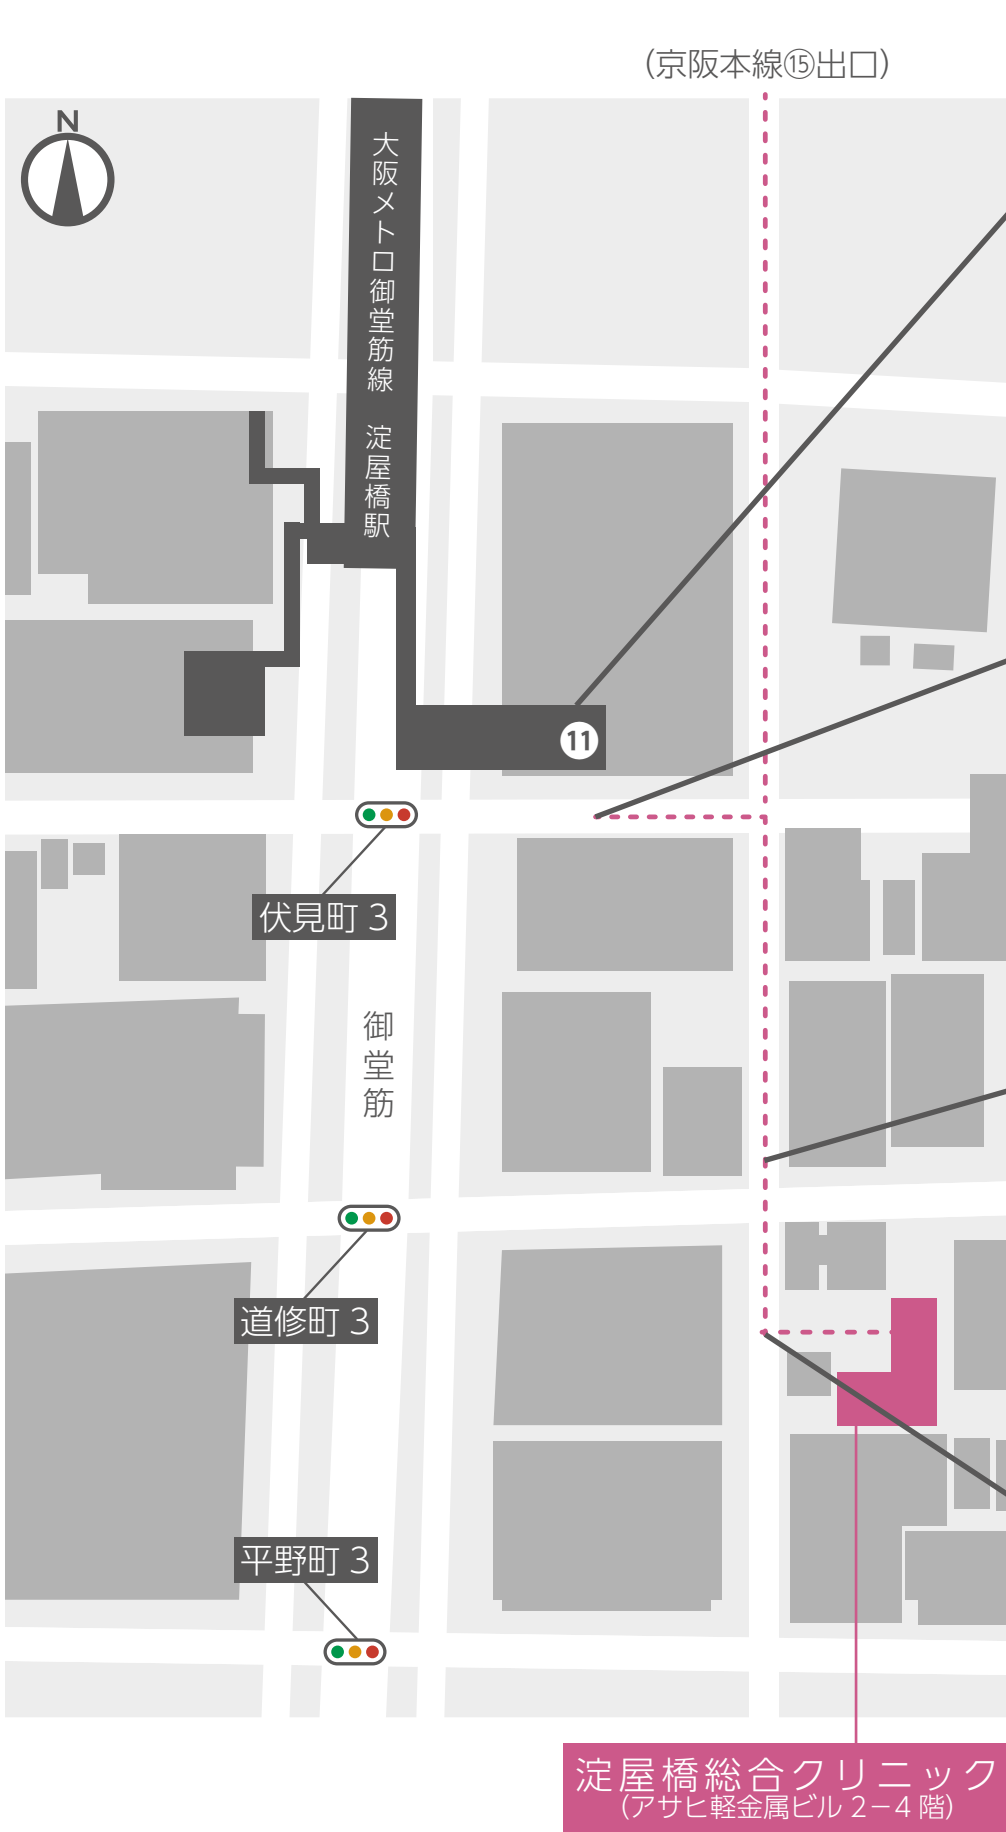 (京阪本線⑮出口)
N
大阪メトロ御堂筋線 淀屋橋駅
11
伏見町 3
御堂筋
道修町 3
平野町 3
淀屋橋総合クリニック
(アサヒ軽金属ビル 2-4 階)